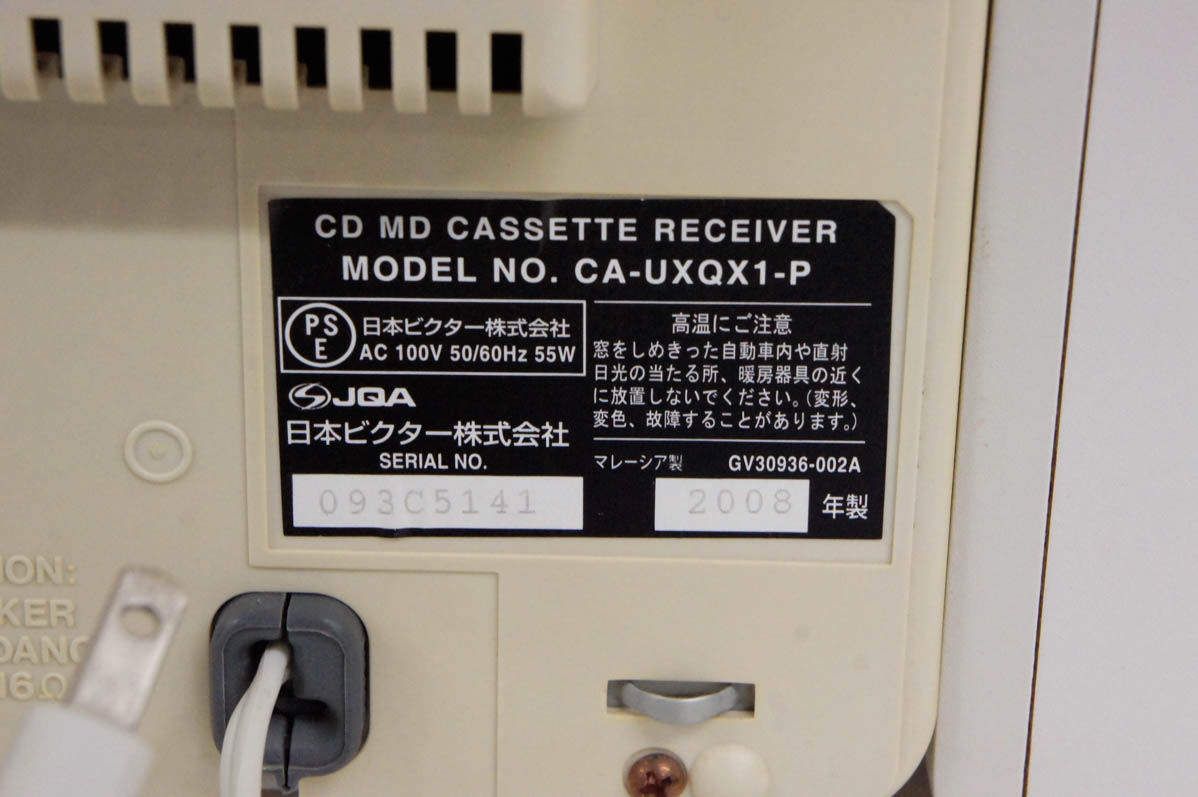 CD MD CASSETTE RECEIVER
MODEL NO. CA-UXQX1-P
PS
E
日本ビクター株式会社
AC 100V 50/60Hz 55W
JQA
日本ビクター株式会社
SERIAL NO.
093C5141
高温にご注意
窓をしめきった自動車内や直射
日光の当たる所、暖房器具の近く
に放置しないでください。(変形、
変色、故障することがあります。)
マレーシア製 GV30936-002A
2008 年製
ION:
KER
DANC
16Ω